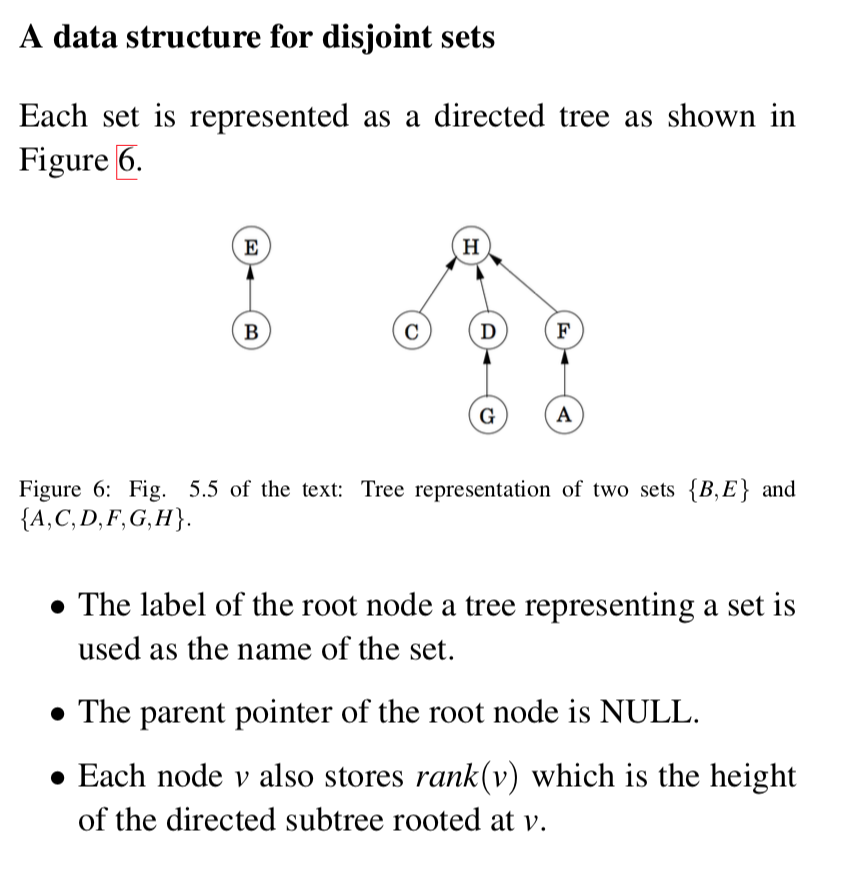 A data structure for disjoint sets
Each set is represented as a directed tree as shown in
Figure 6.
E
H
B
C
D
F
G
A
Figure 6: Fig. 5.5 of the text: Tree representation of two sets {B,E} and
{A,C,D,F,G,H}.
• The label of the root node a tree representing a set is
used as the name of the set.
• The parent pointer of the root node is NULL.
• Each node v also stores rank(v) which is the height
of the directed subtree rooted at v.